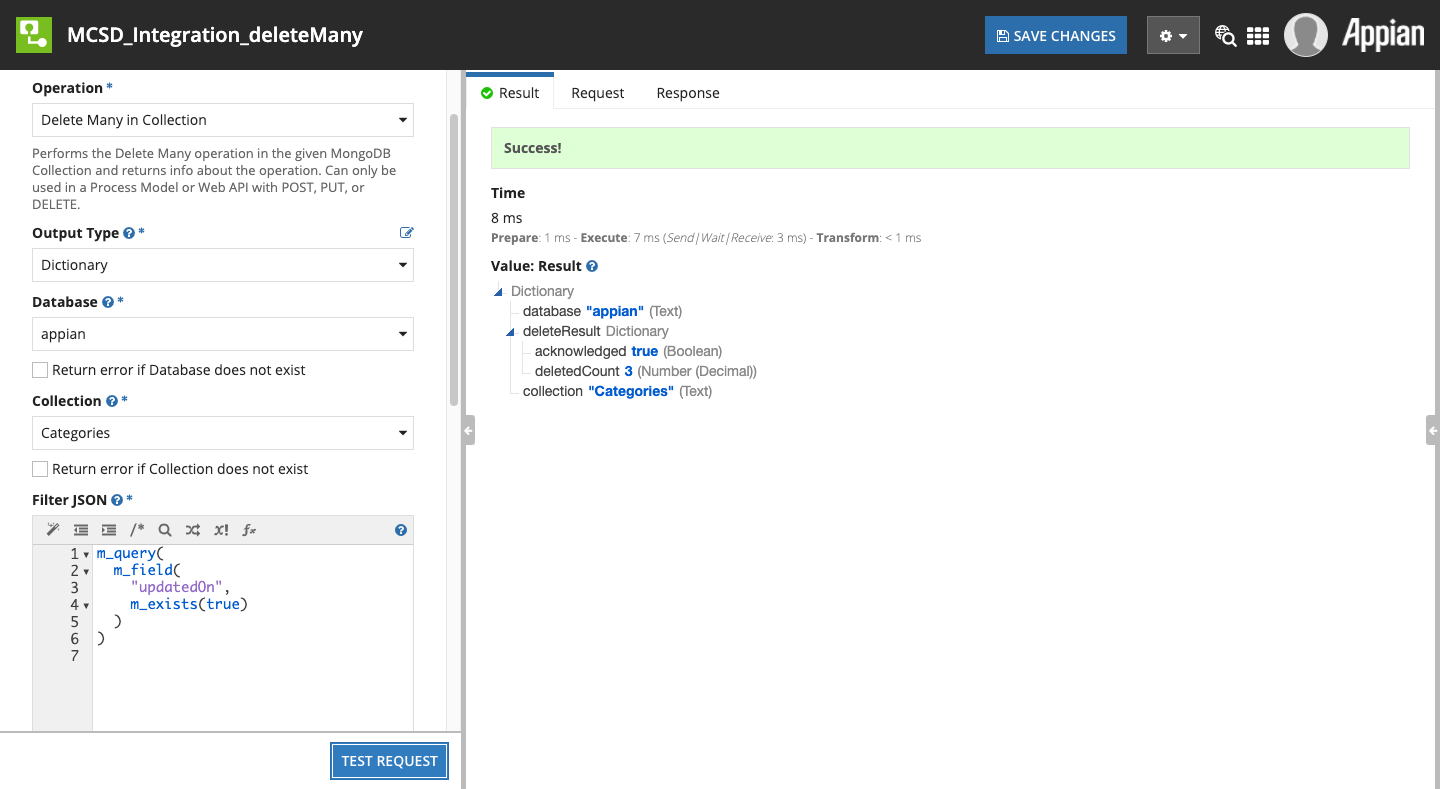 MCSD_Integration_deleteMany
SAVE CHANGES
Appian
Operation *
Delete Many in Collection
Performs the Delete Many operation in the given MongoDB
Collection and returns info about the operation. Can only be
used in a Process Model or Web API with POST, PUT, or
DELETE.
Output Type ? *
Dictionary
Database ? *
appian
Return error if Database does not exist
Collection ? *
Categories
Return error if Collection does not exist
Filter JSON ? *
/* x! fx ?
1 m_query(
2 m_field(
3 "updatedOn",
4 m_exists(true)
5 )
6 )
7
TEST REQUEST
Result Request Response
Success!
Time
8 ms
Prepare: 1 ms - Execute: 7 ms (Send|Wait|Receive: 3 ms) - Transform: < 1 ms
Value: Result ?
Dictionary
database "appian" (Text)
deleteResult Dictionary
acknowledged true (Boolean)
deletedCount 3 (Number (Decimal))
collection "Categories" (Text)